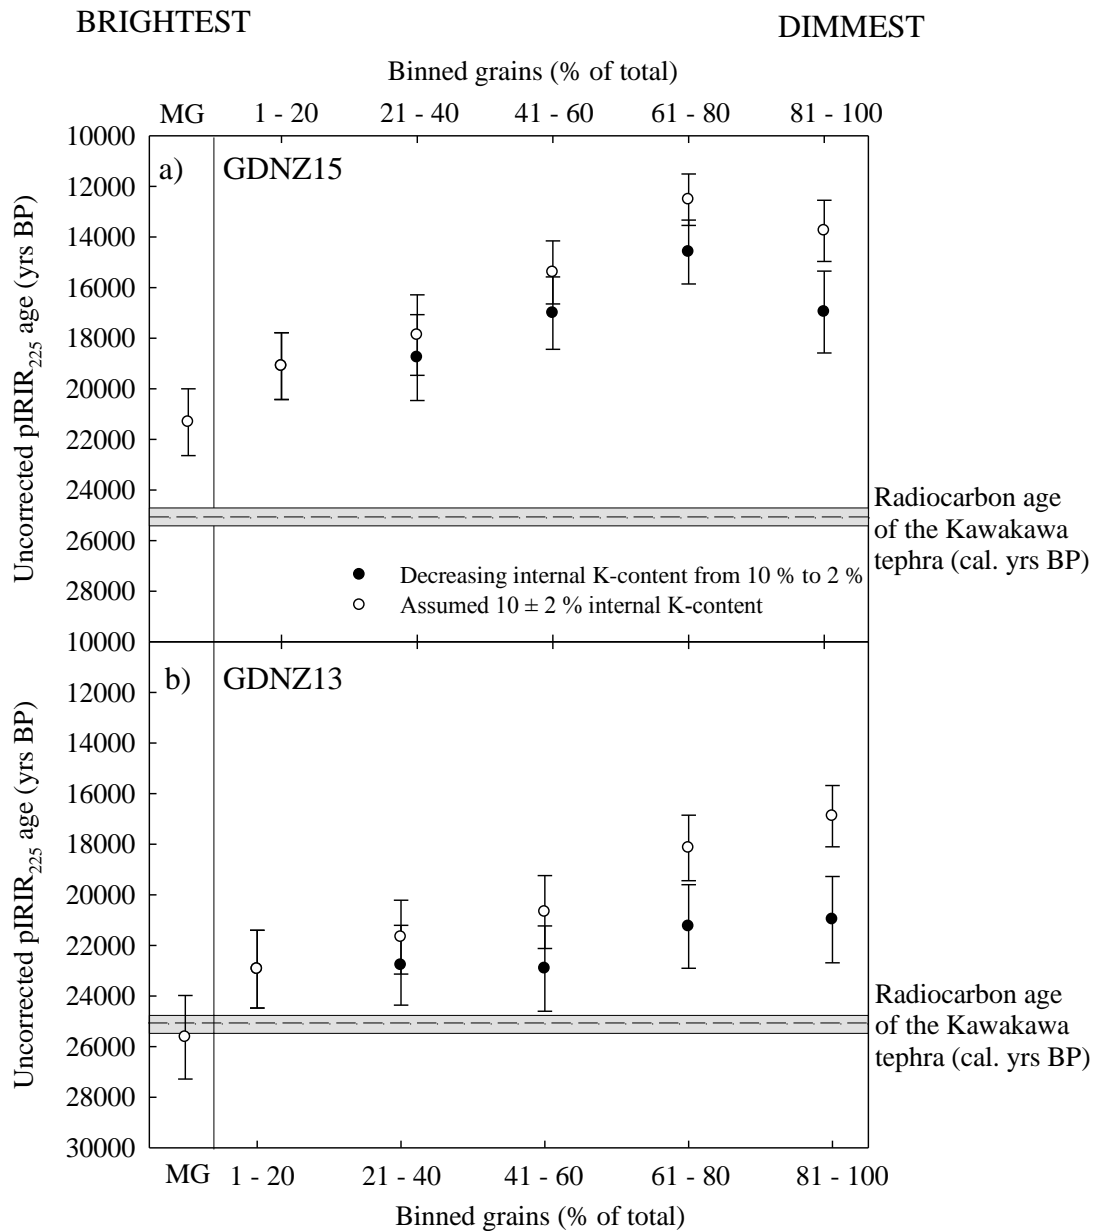 BRIGHTEST
DIMMEST
Binned grains (% of total)
MG 1 - 20 21 - 40 41 - 60 61 - 80 81 - 100
Uncorrected pIRIR225 age (yrs BP)
10000
12000
14000
16000
18000
20000
22000
24000
26000
28000
a) GDNZ15
Radiocarbon age
of the Kawakawa
tephra (cal. yrs BP)
Decreasing internal K-content from 10 % to 2 %
Assumed 10 ± 2 % internal K-content
Uncorrected pIRIR225 age (yrs BP)
10000
12000
14000
16000
18000
20000
22000
24000
26000
28000
30000
b) GDNZ13
Radiocarbon age
of the Kawakawa
tephra (cal. yrs BP)
MG 1 - 20 21 - 40 41 - 60 61 - 80 81 - 100
Binned grains (% of total)